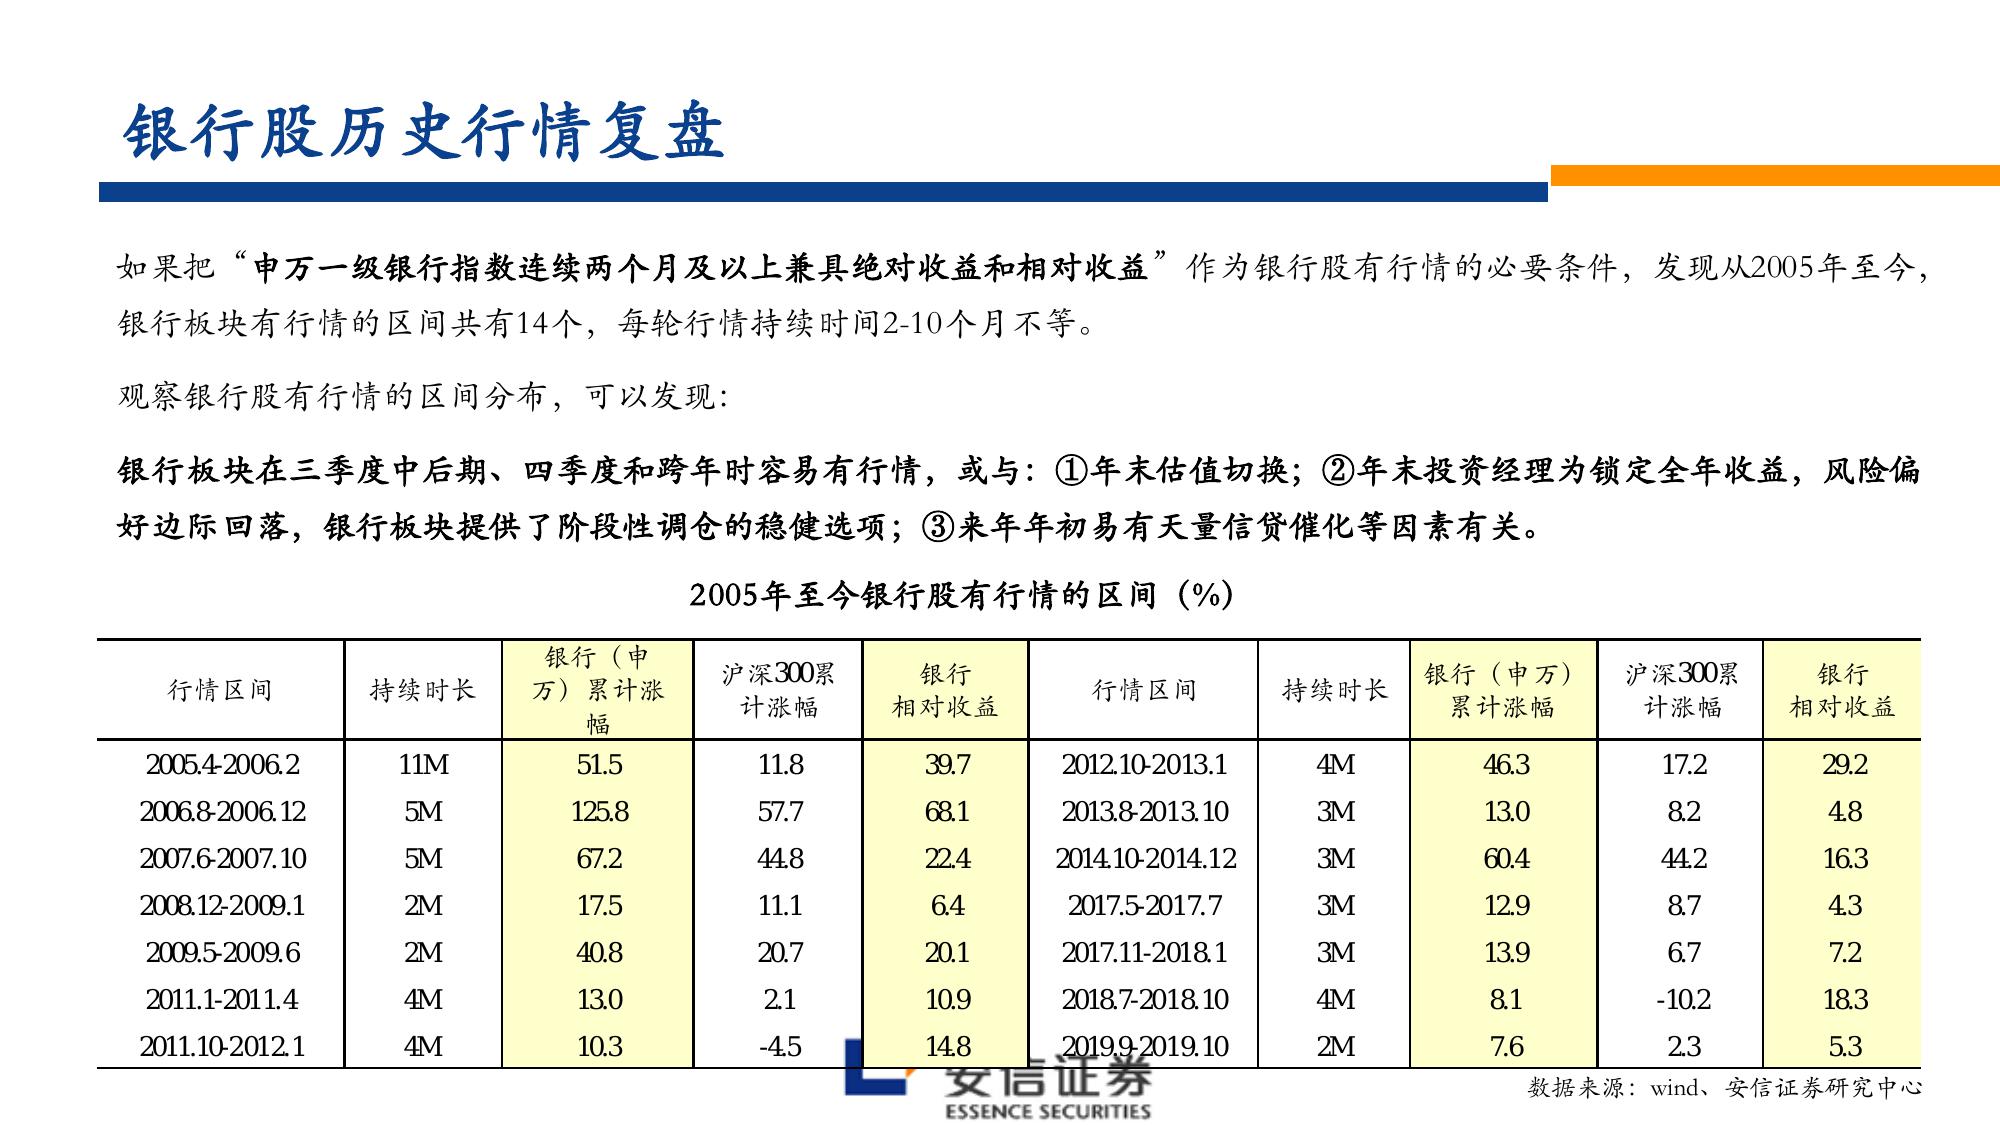 银行股历史行情复盘
如果把“申万一级银行指数连续两个月及以上兼具绝对收益和相对收益”作为银行股有行情的必要条件，发现从2005年至今，
银行板块有行情的区间共有14个，每轮行情持续时间2-10个月不等。
观察银行股有行情的区间分布，可以发现：
银行板块在三季度中后期、四季度和跨年时容易有行情，或与：①年末估值切换；②年末投资经理为锁定全年收益，风险偏
好边际回落，银行板块提供了阶段性调仓的稳健选项；③来年年初易有天量信贷催化等因素有关。
2005年至今银行股有行情的区间（%）
行情区间 持续时长 银行（申万）累计涨幅 沪深300累计涨幅 银行相对收益 行情区间 持续时长 银行（申万）累计涨幅 沪深300累计涨幅 银行相对收益
2005.4-2006.2 11M 51.5 11.8 39.7 2012.10-2013.1 4M 46.3 17.2 29.2
2006.8-2006.12 5M 125.8 57.7 68.1 2013.8-2013.10 3M 13.0 8.2 4.8
2007.6-2007.10 5M 67.2 44.8 22.4 2014.10-2014.12 3M 60.4 44.2 16.3
2008.12-2009.1 2M 17.5 11.1 6.4 2017.5-2017.7 3M 12.9 8.7 4.3
2009.5-2009.6 2M 40.8 20.7 20.1 2017.11-2018.1 3M 13.9 6.7 7.2
2011.1-2011.4 4M 13.0 2.1 10.9 2018.7-2018.10 4M 8.1 -10.2 18.3
2011.10-2012.1 4M 10.3 -4.5 14.8 2019.9-2019.10 2M 7.6 2.3 5.3
安信证券
ESSENCE SECURITIES
数据来源：wind、安信证券研究中心